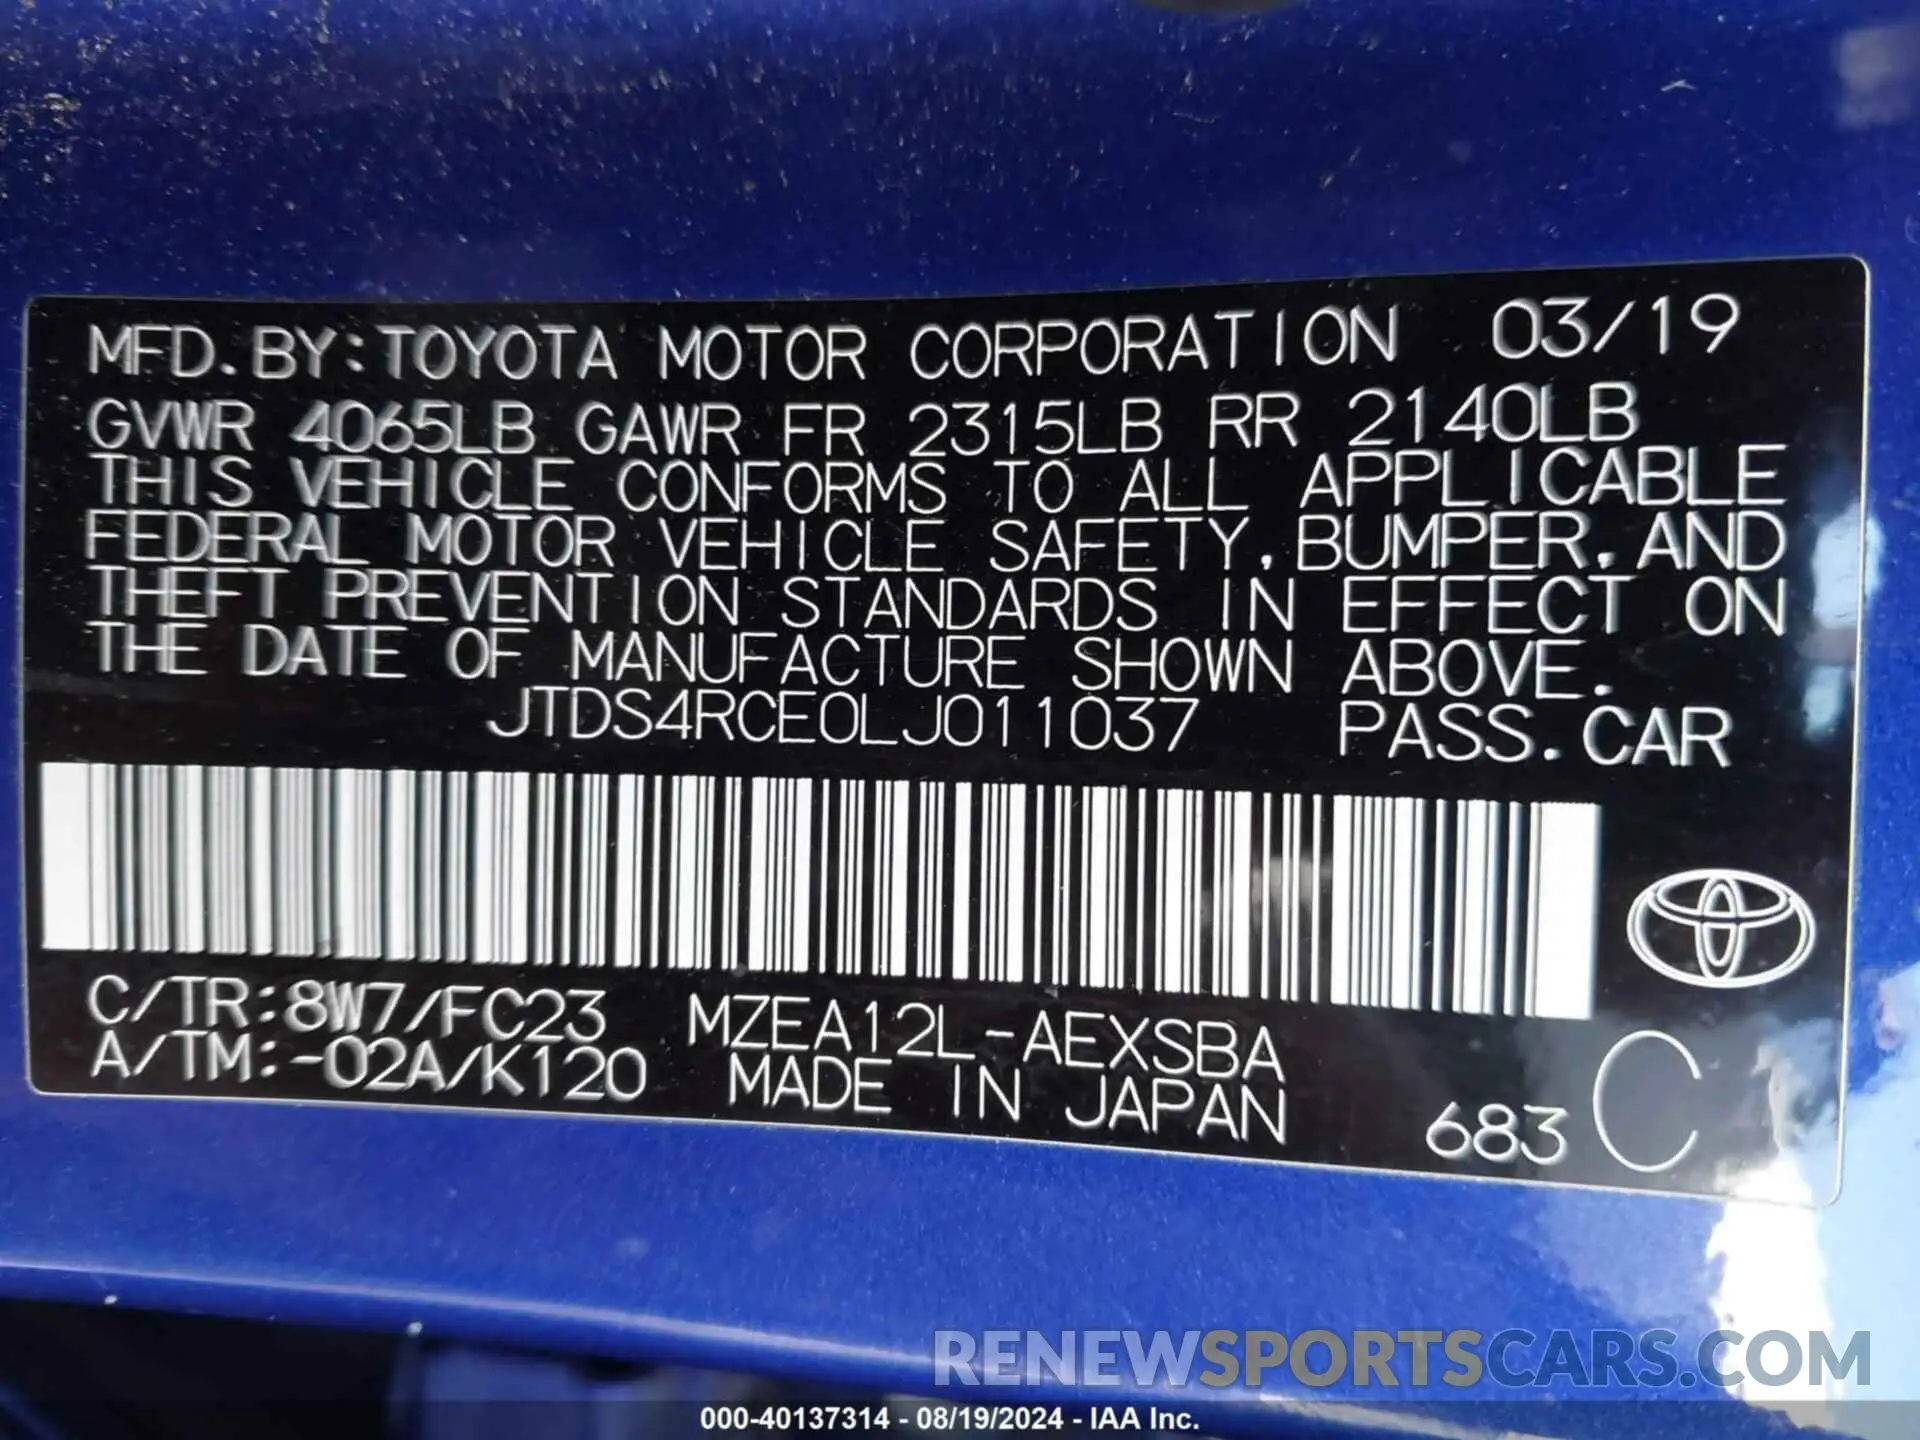 MFD. BY: TOYOTA MOTOR CORPORATION 03/19
GVWR 4065LB GAWR FR 2315LB RR 2140LB
THIS VEHICLE CONFORMS TO ALL APPLICABLE
FEDERAL MOTOR VEHICLE SAFETY, BUMPER, AND
THEFT PREVENTION STANDARDS IN EFFECT ON
THE DATE OF MANUFACTURE SHOWN ABOVE.
JTDS4RCE0LJ011037 PASS. CAR
C/TR: 8W7/FC23 MZEA12L-AEXSBA
A/TM: -02A/K120 MADE IN JAPAN
683 C
RENEWSPORTSCARS.COM
000-40137314 - 08/19/2024 - IAA Inc.